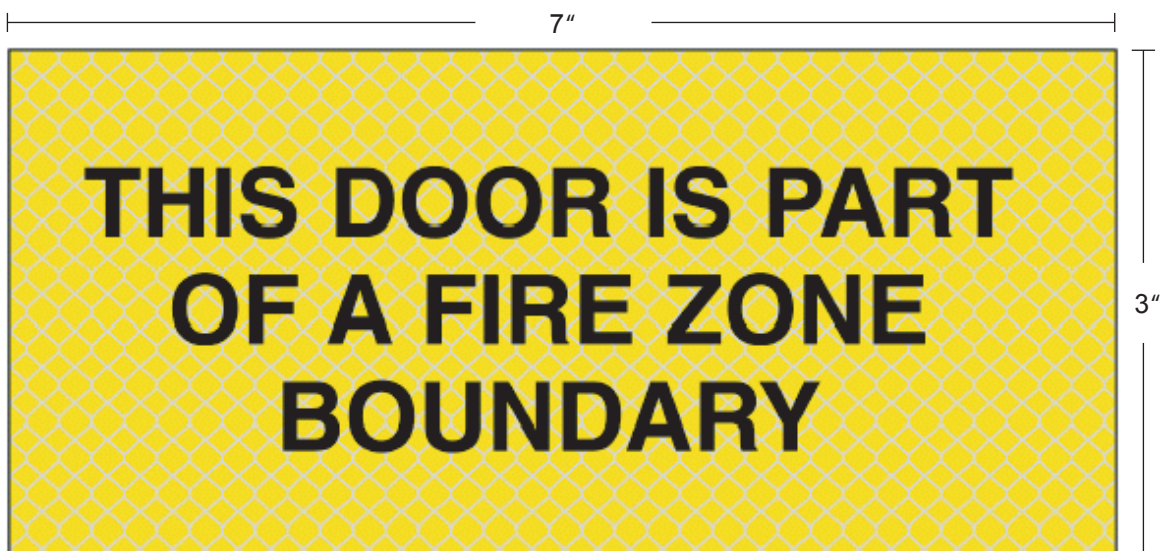 7“
THIS DOOR IS PART
OF A FIRE ZONE
BOUNDARY
3“